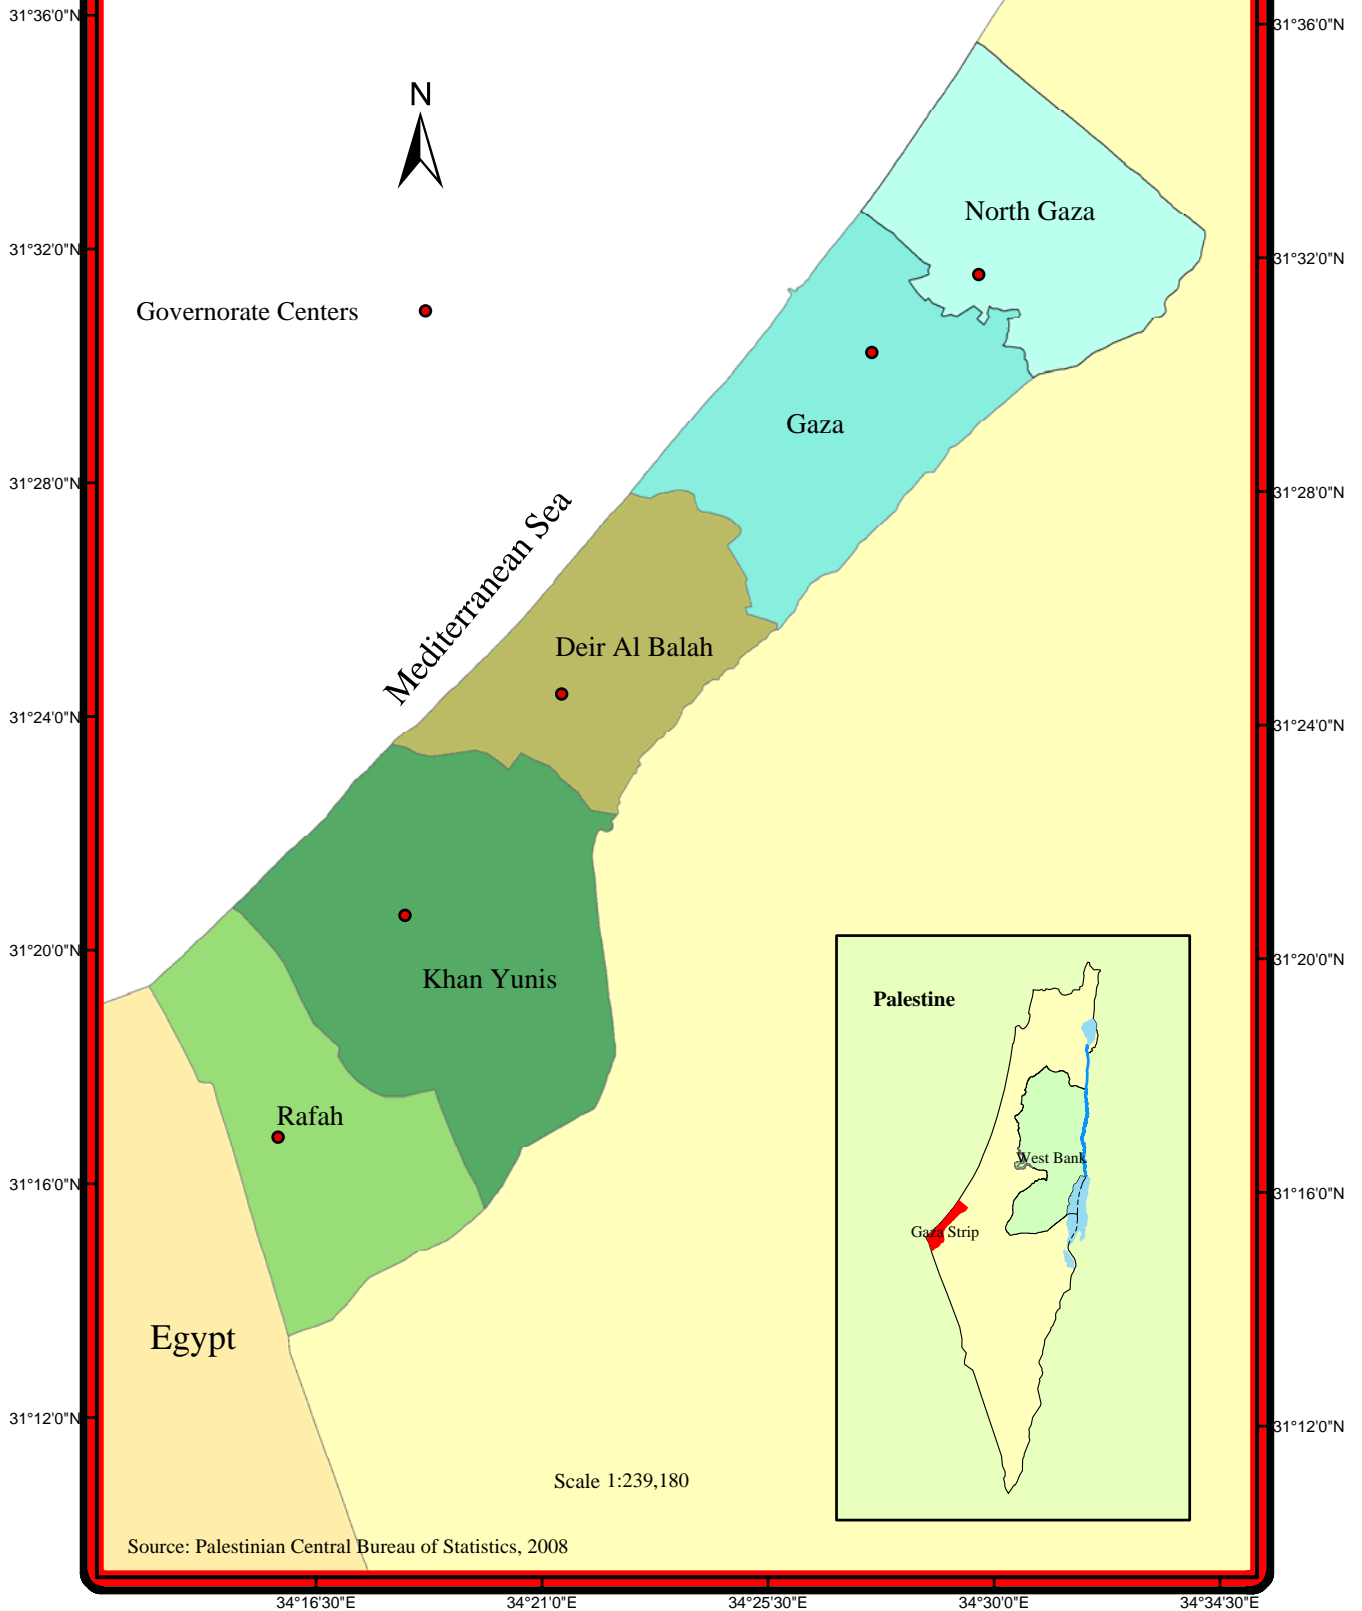 31°36'0"N
31°36'0"N
N
North Gaza
31°32'0"N
31°32'0"N
Governorate Centers
Gaza
31°28'0"N
31°28'0"N
Mediterranean Sea
Deir Al Balah
31°24'0"N
31°24'0"N
31°20'0"N
31°20'0"N
Khan Yunis
Palestine
Rafah
West Bank
31°16'0"N
31°16'0"N
Gaza Strip
Egypt
31°12'0"N
31°12'0"N
Scale 1:239,180
Source: Palestinian Central Bureau of Statistics, 2008
34°16'30"E
34°21'0"E
34°25'30"E
34°30'0"E
34°34'30"E